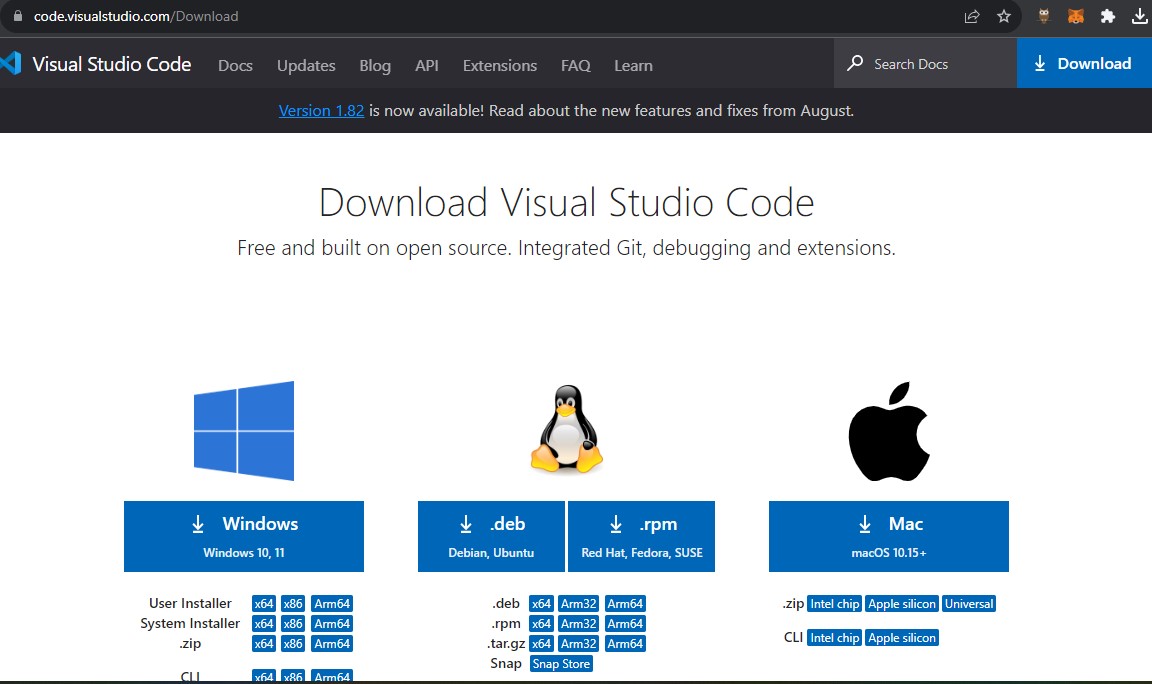 code.visualstudio.com/Download
Visual Studio Code Docs Updates Blog API Extensions FAQ Learn Search Docs Download
Version 1.82 is now available! Read about the new features and fixes from August.
Download Visual Studio Code
Free and built on open source. Integrated Git, debugging and extensions.
Windows
Windows 10, 11
User Installer x64 x86 Arm64
System Installer x64 x86 Arm64
.zip x64 x86 Arm64
CLI x64 x86 Arm64
.deb
Debian, Ubuntu
.rpm
Red Hat, Fedora, SUSE
.deb x64 Arm32 Arm64
.rpm x64 Arm32 Arm64
.tar.gz x64 Arm32 Arm64
Snap Snap Store
Mac
macOS 10.15+
.zip Intel chip Apple silicon Universal
CLI Intel chip Apple silicon